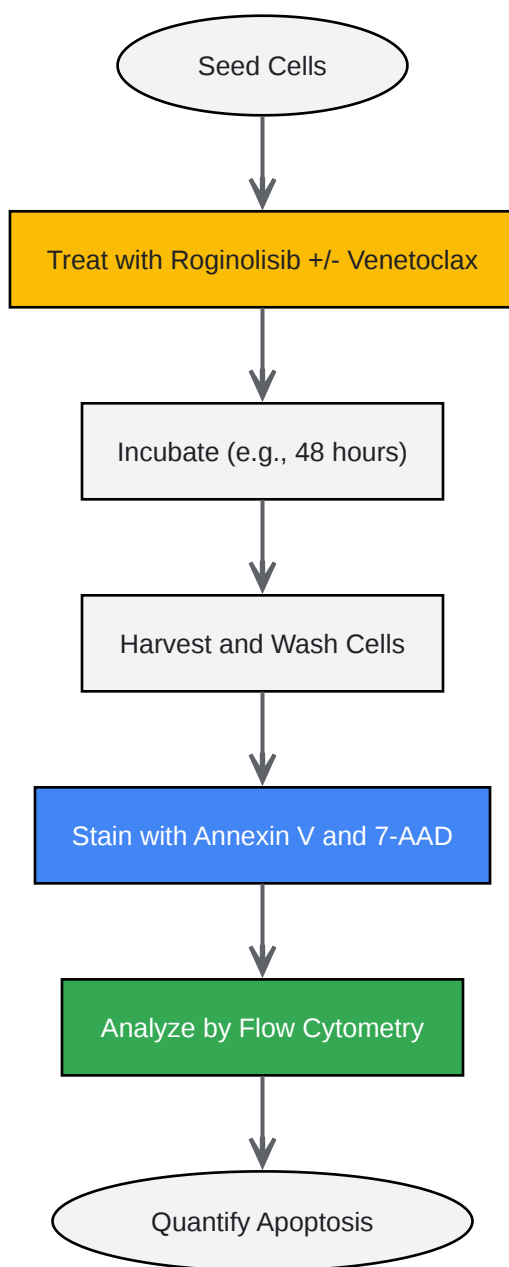 Seed Cells
Treat with Roginolisib +/- Venetoclax
Incubate (e.g., 48 hours)
Harvest and Wash Cells
Stain with Annexin V and 7-AAD
Analyze by Flow Cytometry
Quantify Apoptosis